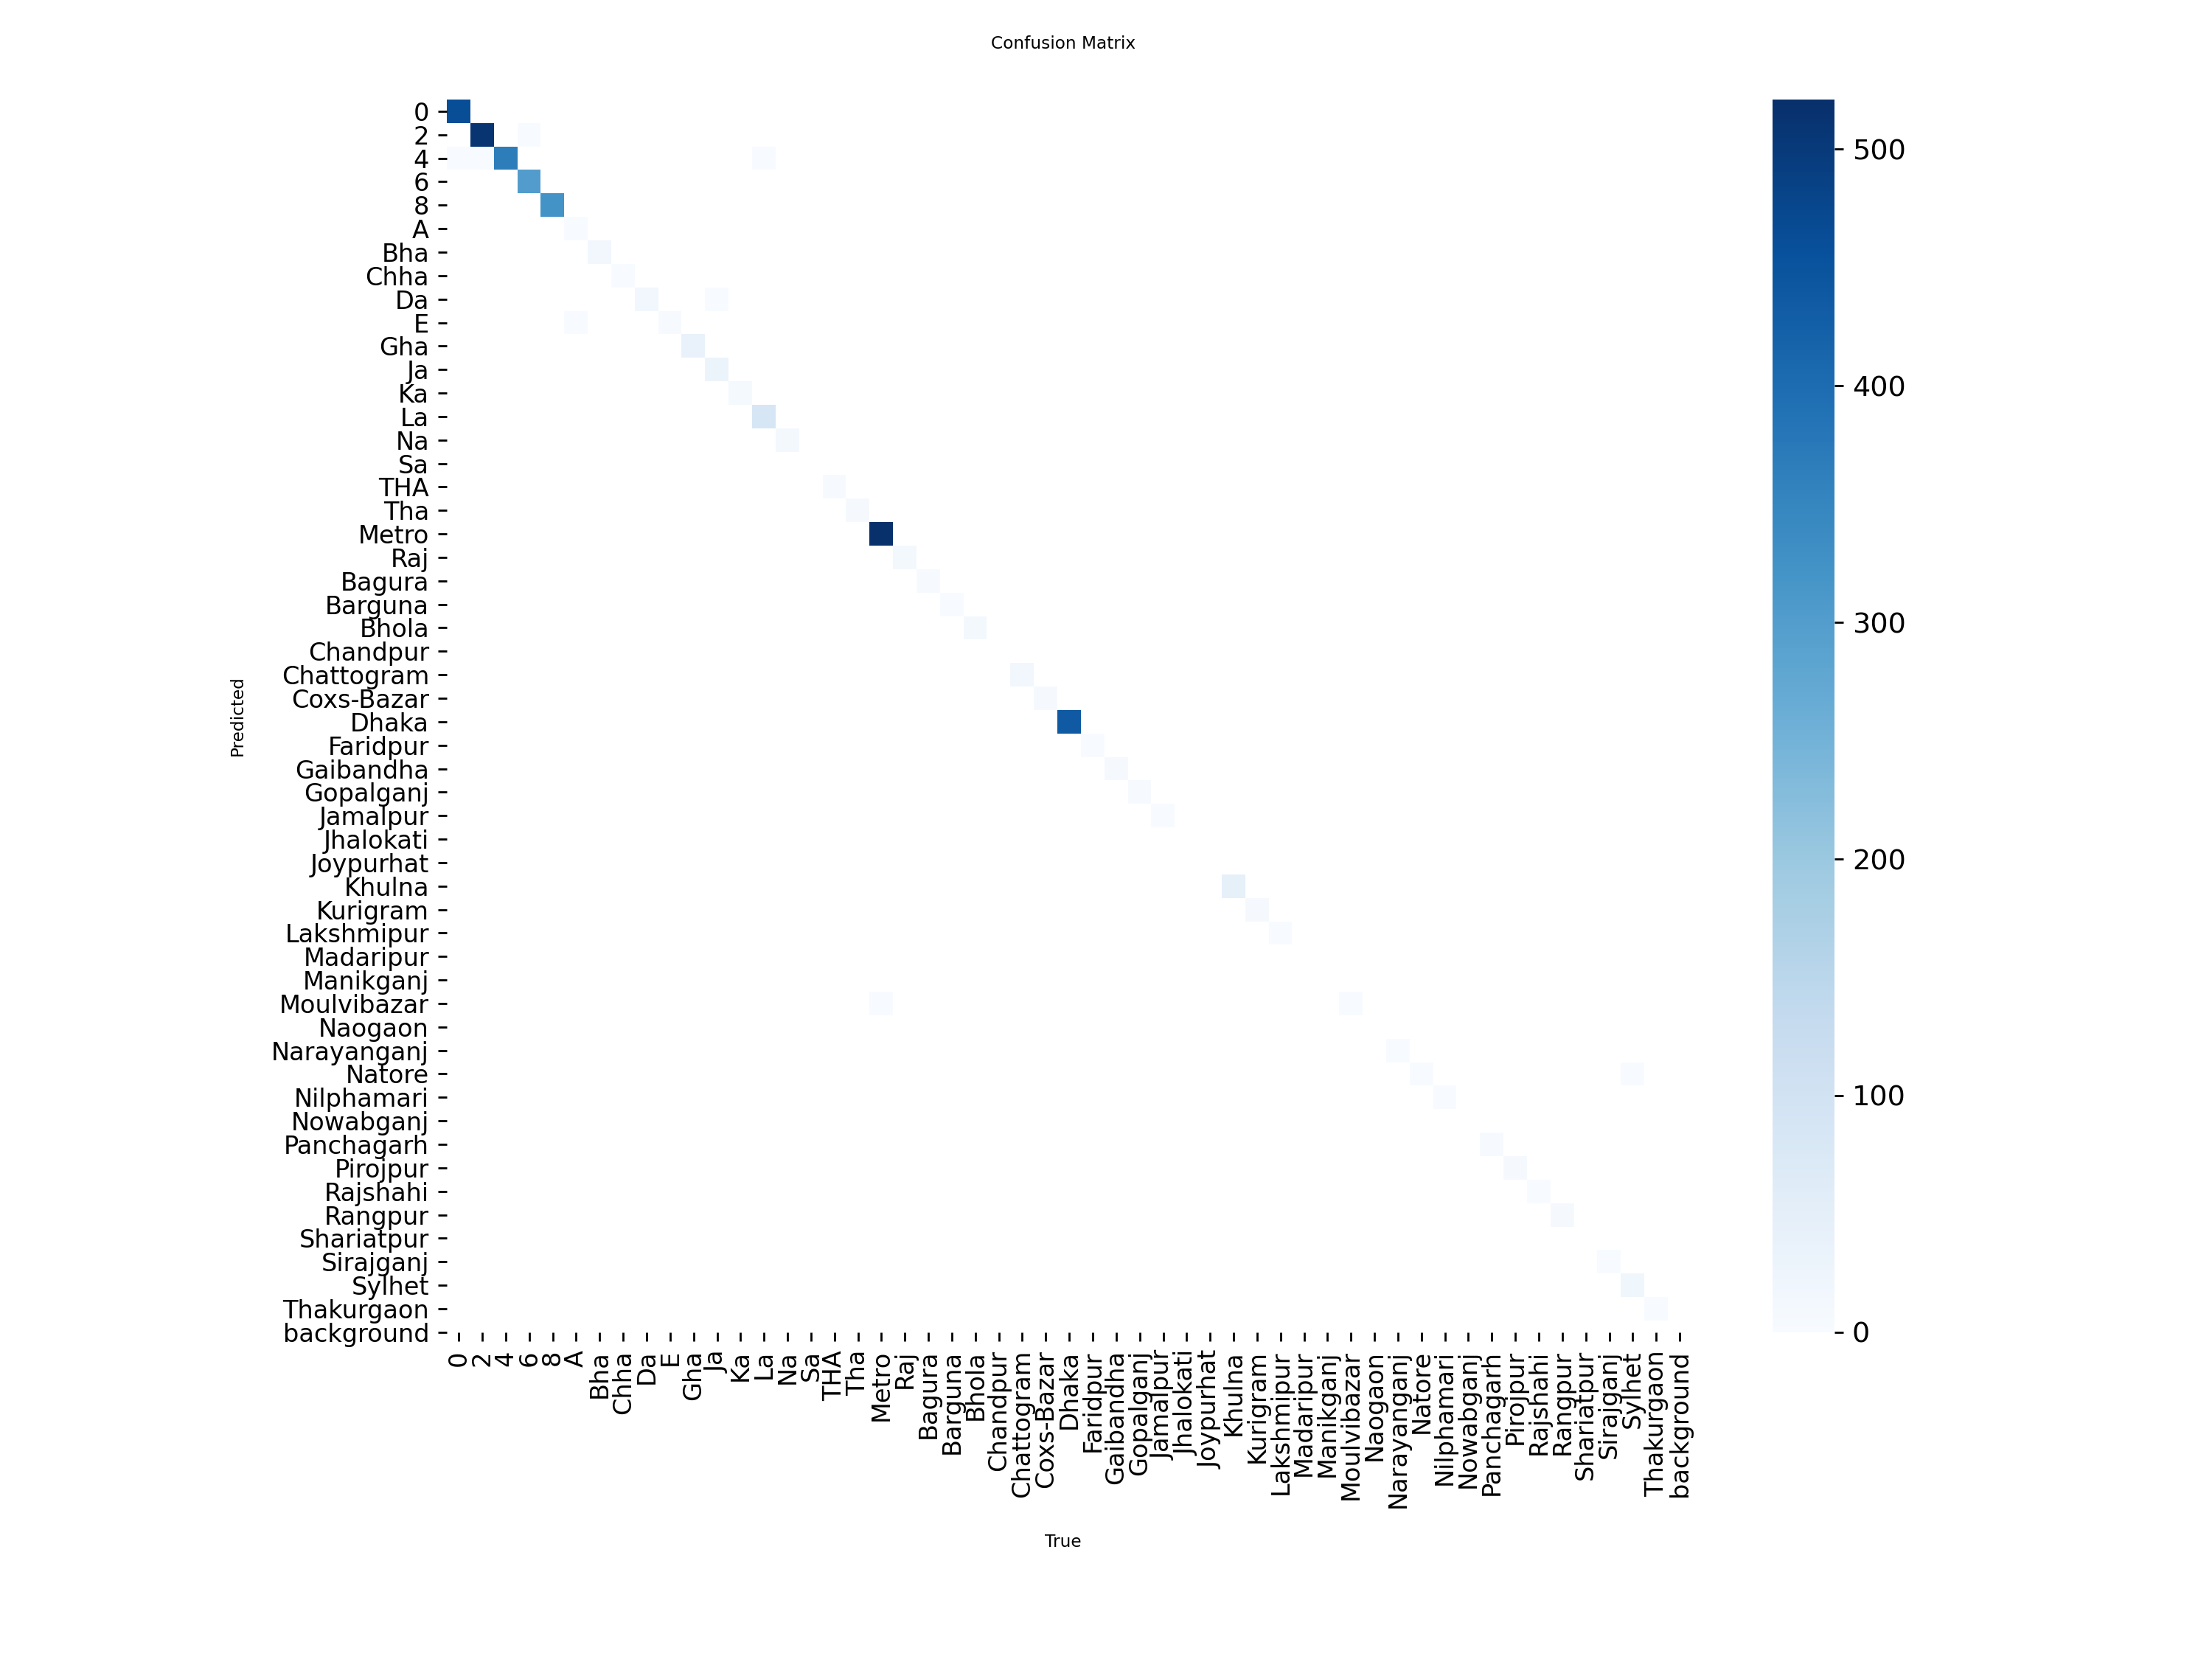 Confusion Matrix
0
2
4
6
8
A
Bha
Chha
Da
E
Gha
Ja
Ka
La
Na
Sa
THA
Tha
Metro
Raj
Bagura
Barguna
Bhola
Chandpur
Chattogram
Coxs-Bazar
Dhaka
Faridpur
Gaibandha
Gopalganj
Jamalpur
Jhalokati
Joypurhat
Khulna
Kurigram
Lakshmipur
Madaripur
Manikganj
Moulvibazar
Naogaon
Narayanganj
Natore
Nilphamari
Nowabganj
Panchagarh
Pirojpur
Rajshahi
Rangpur
Shariatpur
Sirajganj
Sylhet
Thakurgaon
background
Predicted
0
2
4
6
8
A
Bha
Chha
Da
E
Gha
Ja
Ka
La
Na
Sa
THA
Tha
Metro
Raj
Bagura
Barguna
Bhola
Chandpur
Chattogram
Coxs-Bazar
Dhaka
Faridpur
Gaibandha
Gopalganj
Jamalpur
Jhalokati
Joypurhat
Khulna
Kurigram
Lakshmipur
Madaripur
Manikganj
Moulvibazar
Naogaon
Narayanganj
Natore
Nilphamari
Nowabganj
Panchagarh
Pirojpur
Rajshahi
Rangpur
Shariatpur
Sirajganj
Sylhet
Thakurgaon
background
True
500
400
300
200
100
0